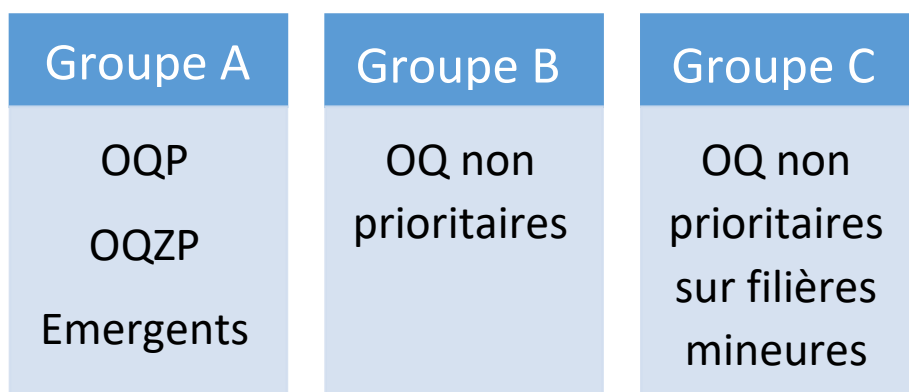 Groupe A
OQP
OQZP
Emergents
Groupe B
OQ non
prioritaires
Groupe C
OQ non
prioritaires
sur filières
mineures